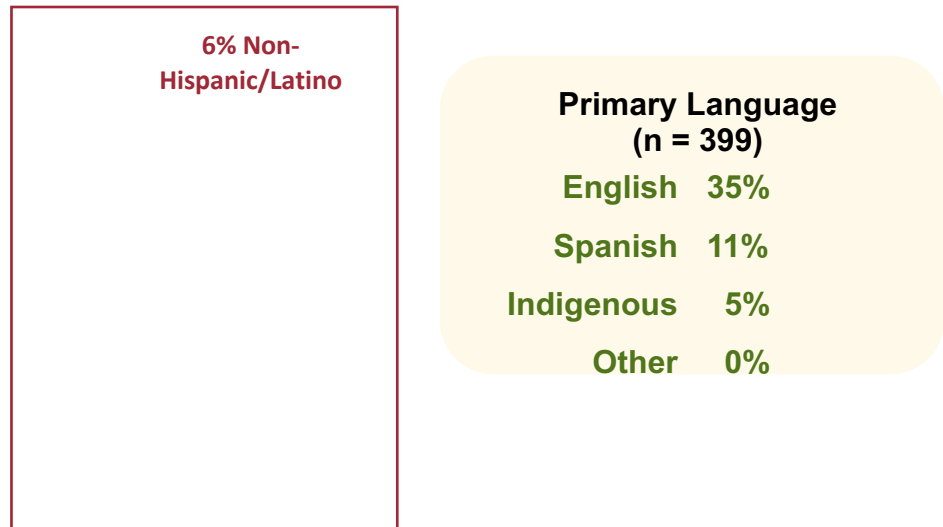 6% Non-
Hispanic/Latino
Primary Language
(n = 399)
English 35%
Spanish 11%
Indigenous 5%
Other 0%